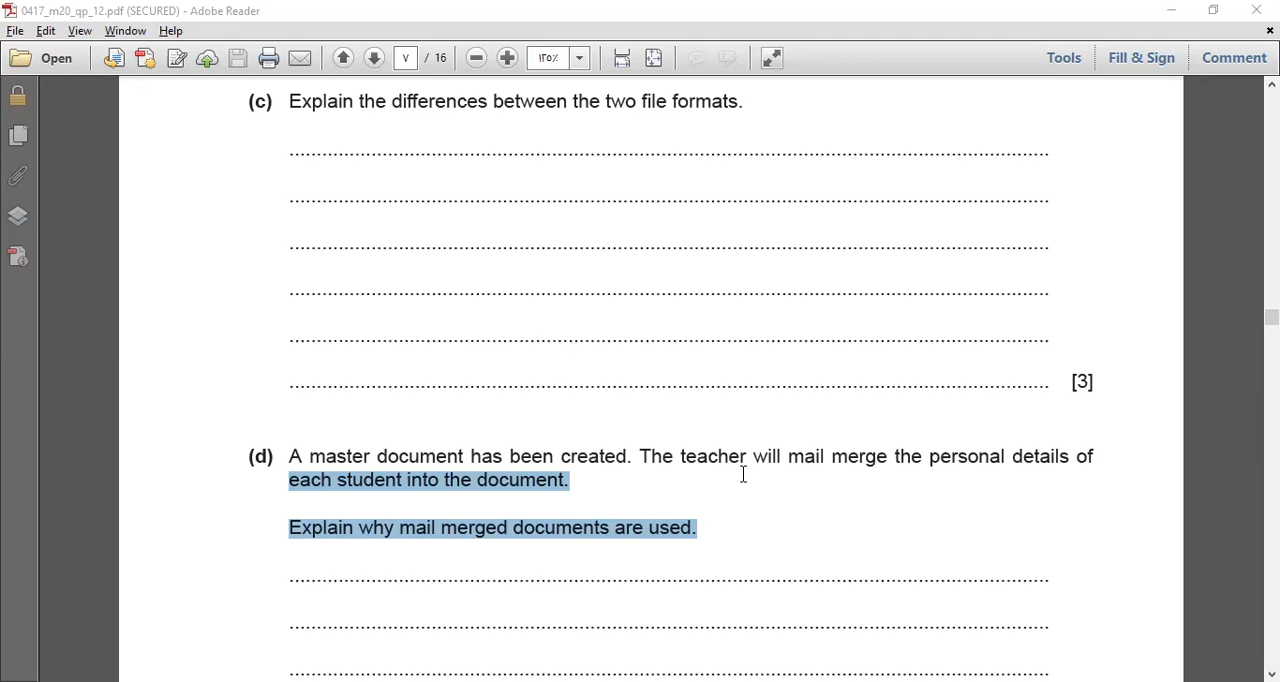 0417_m20_qp_12.pdf (SECURED) - Adobe Reader
File Edit View Window Help
Open ٧ / 16 ١٢٥٪ Tools Fill & Sign Comment
(c) Explain the differences between the two file formats.
..........................................................................................................................................
..........................................................................................................................................
..........................................................................................................................................
..........................................................................................................................................
..........................................................................................................................................
.......................................................................................................................................... [3]
(d) A master document has been created. The teacher will mail merge the personal details of
each student into the document.
Explain why mail merged documents are used.
..........................................................................................................................................
..........................................................................................................................................
..........................................................................................................................................